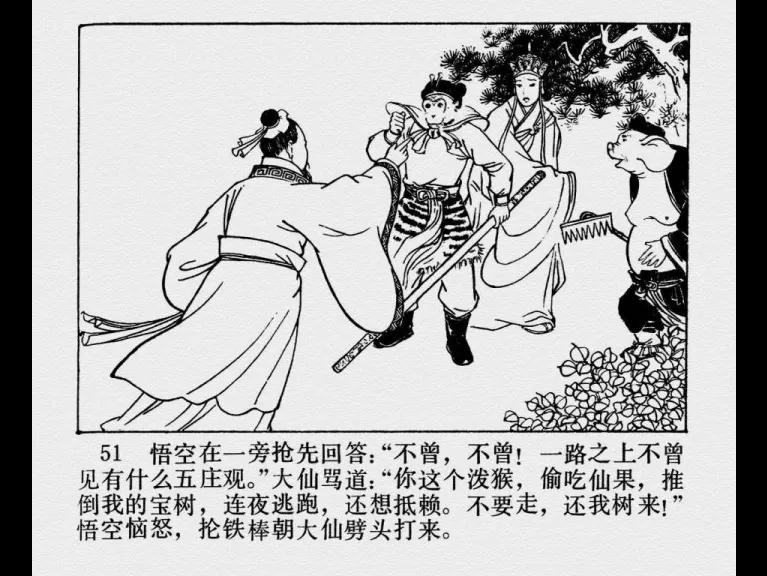 51 悟空在一旁抢先回答：“不曾，不曾！一路之上不曾
见有什么五庄观。”大仙骂道：“你这个泼猴，偷吃仙果，推
倒我的宝树，连夜逃跑，还想抵赖。不要走，还我树来！”
悟空恼怒，抡铁棒朝大仙劈头打来。